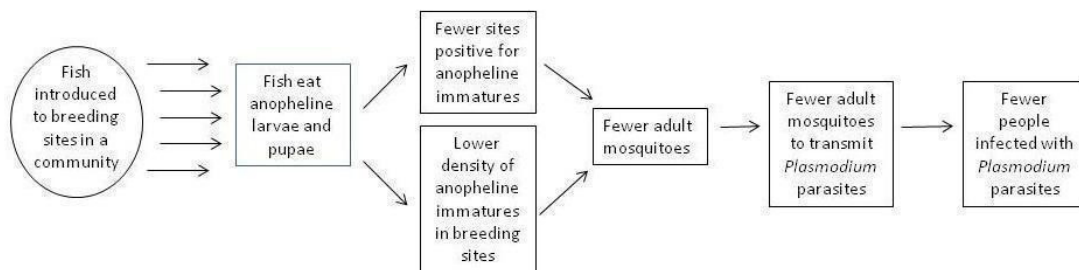 Fish
introduced
to breeding
sites in a
community
Fish eat
anopheline
larvae and
pupae
Fewer sites
positive for
anopheline
immatures
Lower
density of
anopheline
immatures
in breeding
sites
Fewer adult
mosquitoes
Fewer adult
mosquitoes
to transmit
Plasmodium
parasites
Fewer
people
infected with
Plasmodium
parasites